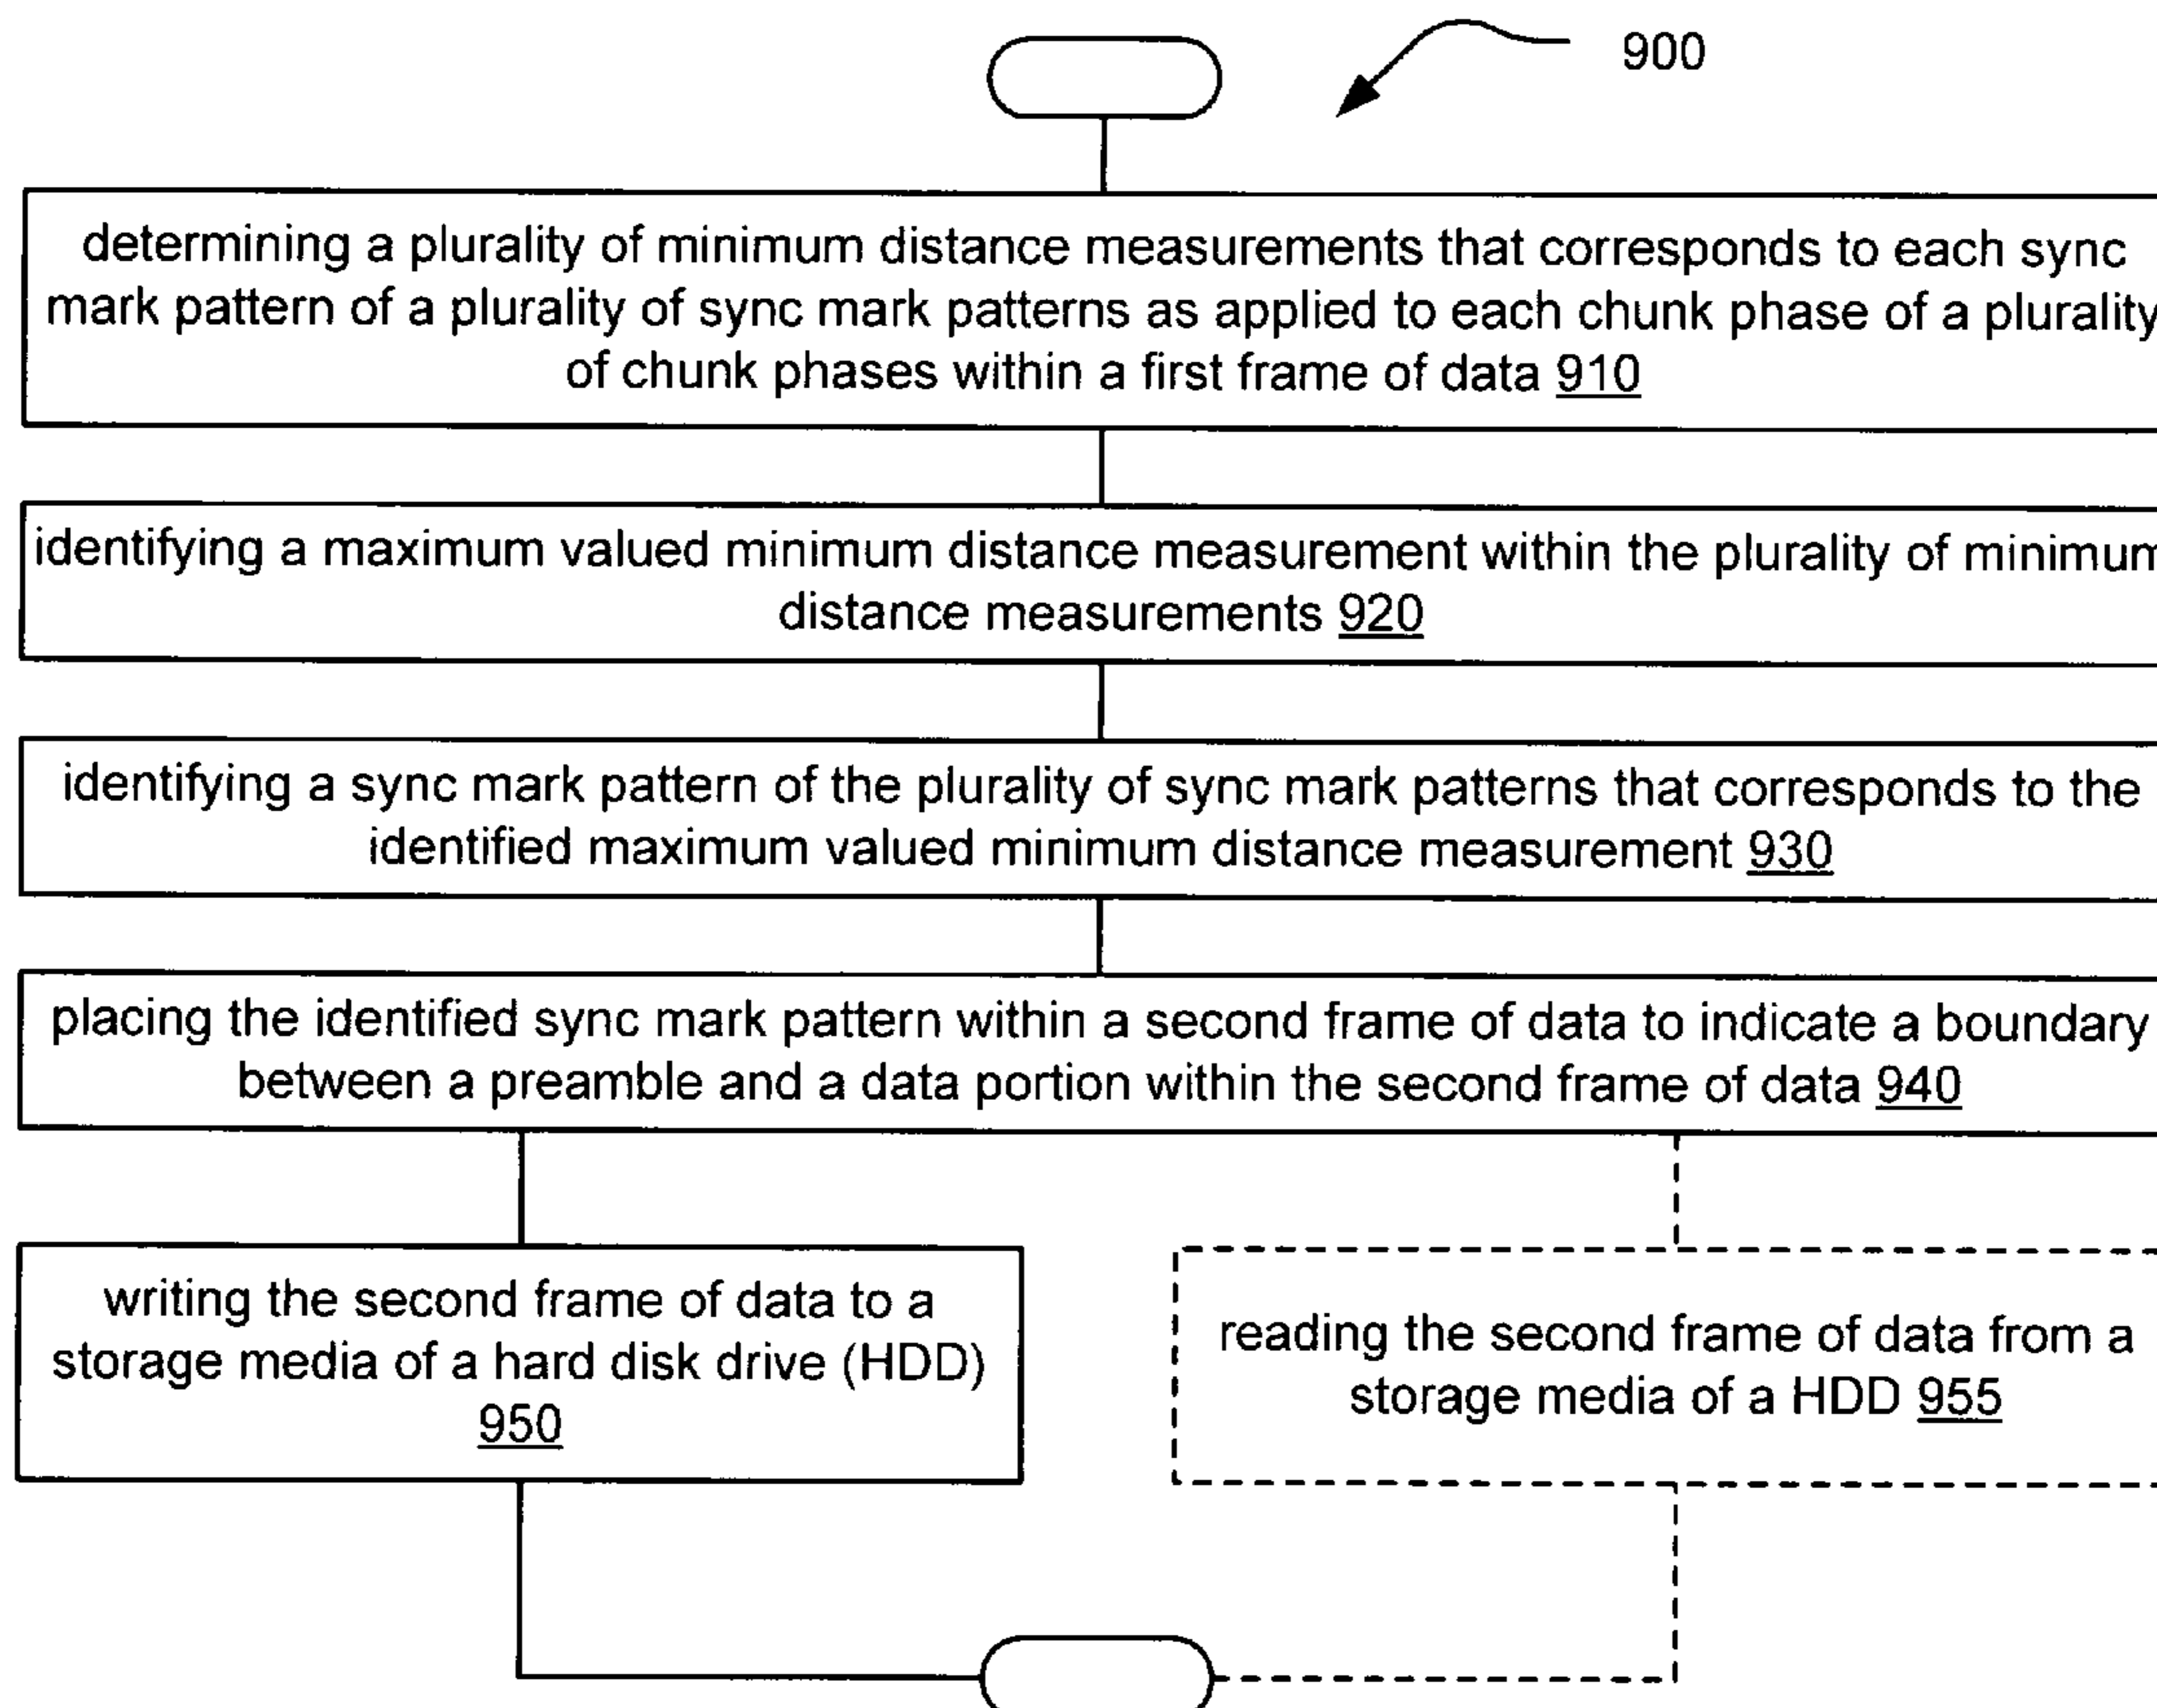 900
determining a plurality of minimum distance measurements that corresponds to each sync
mark pattern of a plurality of sync mark patterns as applied to each chunk phase of a plurality
of chunk phases within a first frame of data 910
identifying a maximum valued minimum distance measurement within the plurality of minimum
distance measurements 920
identifying a sync mark pattern of the plurality of sync mark patterns that corresponds to the
identified maximum valued minimum distance measurement 930
placing the identified sync mark pattern within a second frame of data to indicate a boundary
between a preamble and a data portion within the second frame of data 940
writing the second frame of data to a
storage media of a hard disk drive (HDD)
950
reading the second frame of data from a
storage media of a HDD 955